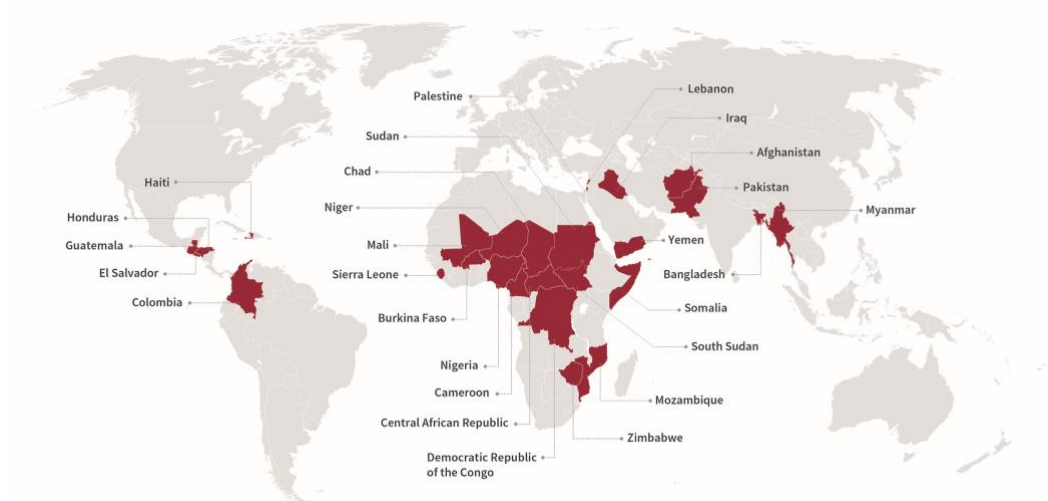 Palestine
Lebanon
Iraq
Sudan
Afghanistan
Chad
Haiti
Pakistan
Niger
Myanmar
Honduras
Mali
Yemen
Guatemala
El Salvador
Sierra Leone
Bangladesh
Colombia
Somalia
Burkina Faso
South Sudan
Nigeria
Cameroon
Mozambique
Central African Republic
Zimbabwe
Democratic Republic
of the Congo